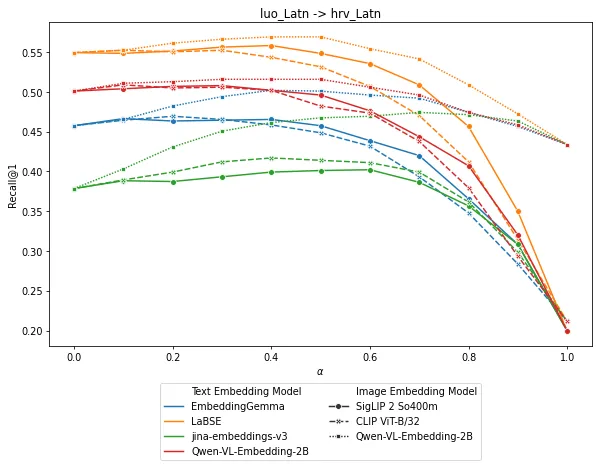 luo_Latn -> hrv_Latn
Recall@1
0.55
0.50
0.45
0.40
0.35
0.30
0.25
0.20
0.0 0.2 0.4 0.6 0.8 1.0
α
Text Embedding Model
EmbeddingGemma
LaBSE
jina-embeddings-v3
Qwen-VL-Embedding-2B
Image Embedding Model
SigLIP 2 So400m
CLIP ViT-B/32
Qwen-VL-Embedding-2B